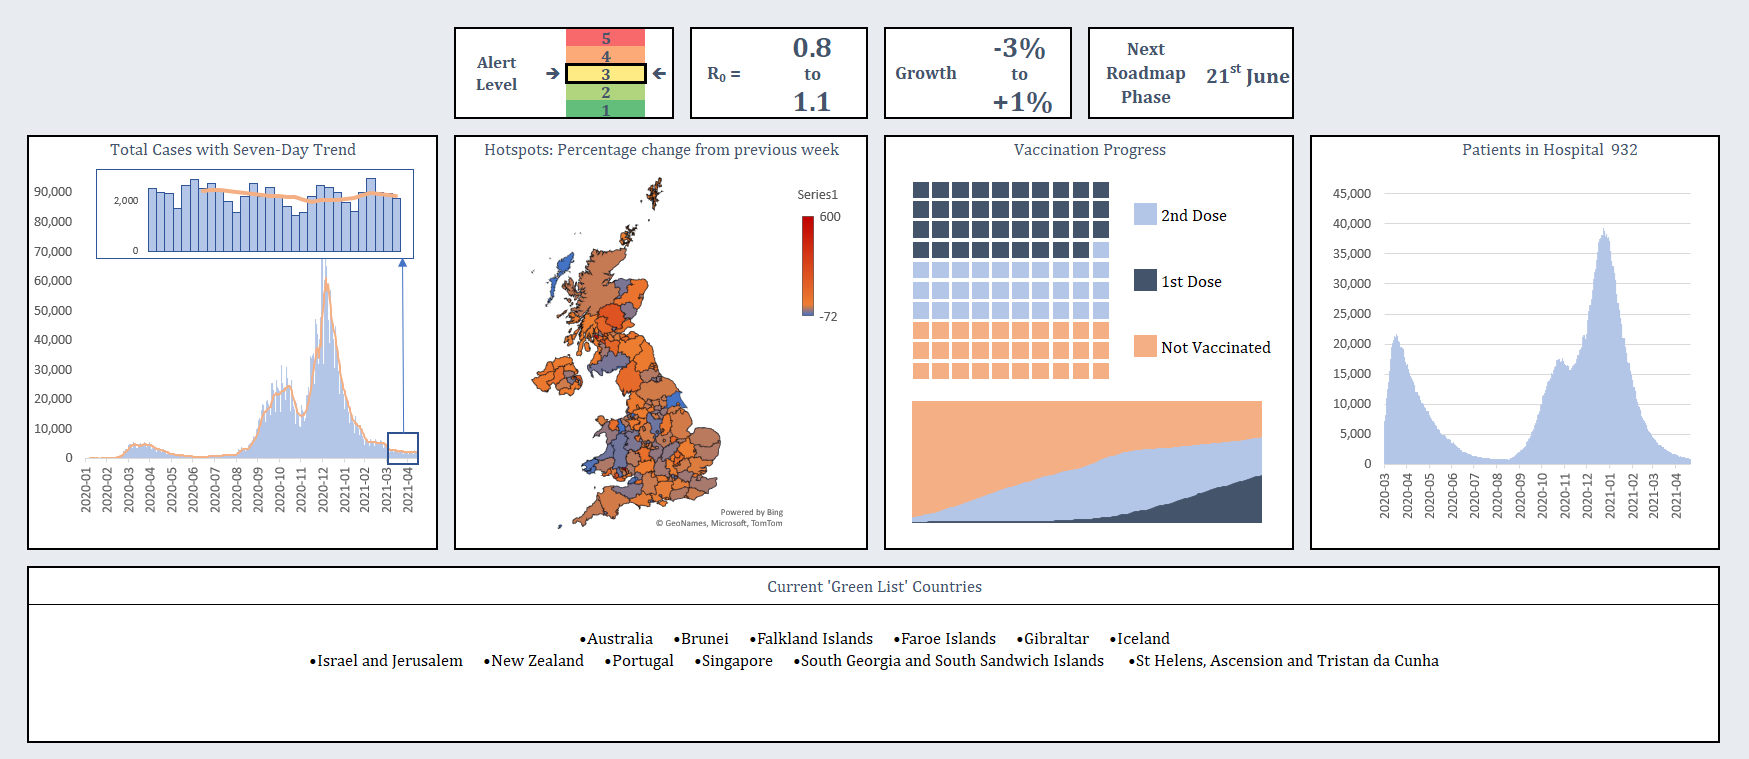 Alert
Level
5
4
➔ 3 ➔
2
1
R₀ =
0.8
to
1.1
Growth
-3%
to
+1%
Next
Roadmap
Phase
21st June
Total Cases with Seven-Day Trend
2,000
0
90,000
80,000
70,000
60,000
50,000
40,000
30,000
20,000
10,000
0
2020-01
2020-02
2020-03
2020-04
2020-05
2020-06
2020-07
2020-08
2020-09
2020-10
2020-11
2020-12
2021-01
2021-02
2021-03
2021-04
Hotspots: Percentage change from previous week
Series1
600
-72
Powered by Bing
© GeoNames, Microsoft, TomTom
Vaccination Progress
2nd Dose
1st Dose
Not Vaccinated
Patients in Hospital 932
45,000
40,000
35,000
30,000
25,000
20,000
15,000
10,000
5,000
0
2020-03
2020-04
2020-05
2020-06
2020-07
2020-08
2020-09
2020-10
2020-11
2020-12
2021-01
2021-02
2021-03
2021-04
Current 'Green List' Countries
•Australia •Brunei •Falkland Islands •Faroe Islands •Gibraltar •Iceland
•Israel and Jerusalem •New Zealand •Portugal •Singapore •South Georgia and South Sandwich Islands •St Helens, Ascension and Tristan da Cunha